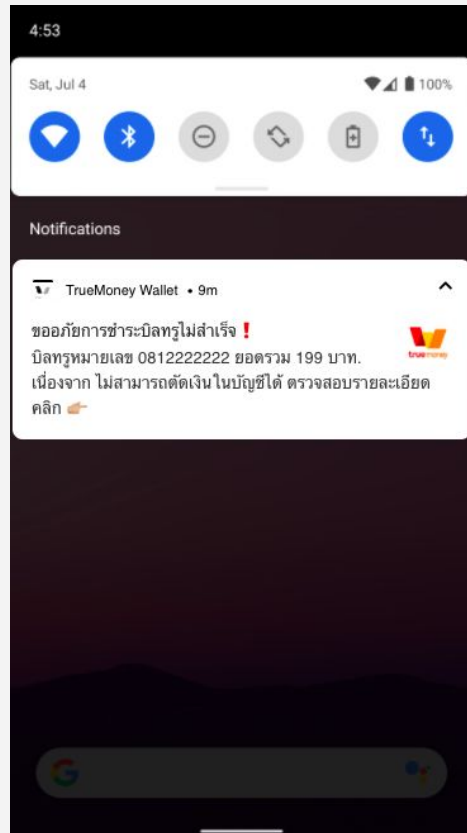 4:53
Sat, Jul 4
100%
Notifications
TrueMoney Wallet • 9m
ขออภัยการชำระบิลทรูไม่สำเร็จ❗
บิลทรูหมายเลข 0812222222 ยอดรวม 199 บาท.
เนื่องจาก ไม่สามารถตัดเงินในบัญชีได้ ตรวจสอบรายละเอียด
คลิก 👉🏼
truemoney